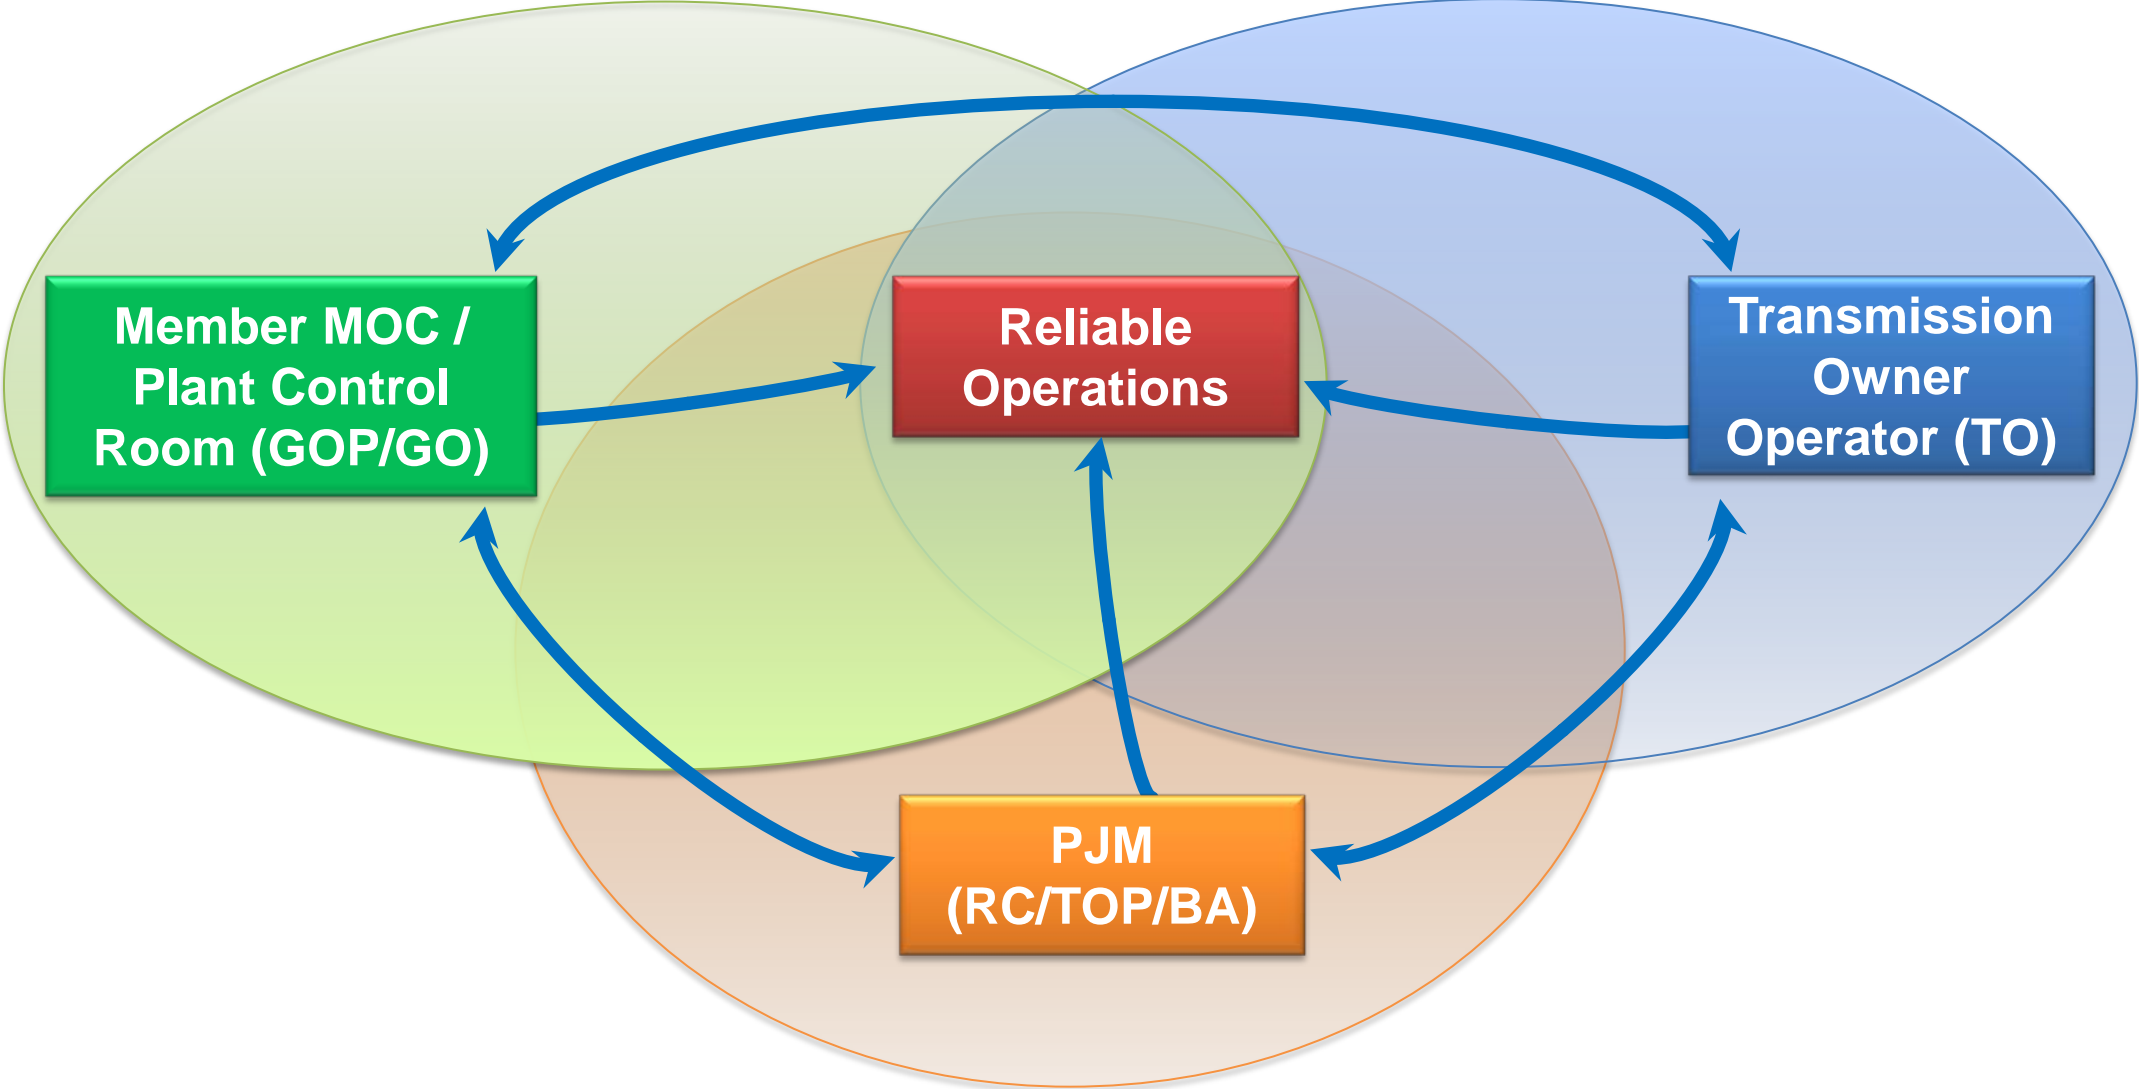 Member MOC /
Plant Control
Room (GOP/GO)
Reliable
Operations
Transmission
Owner
Operator (TO)
PJM
(RC/TOP/BA)